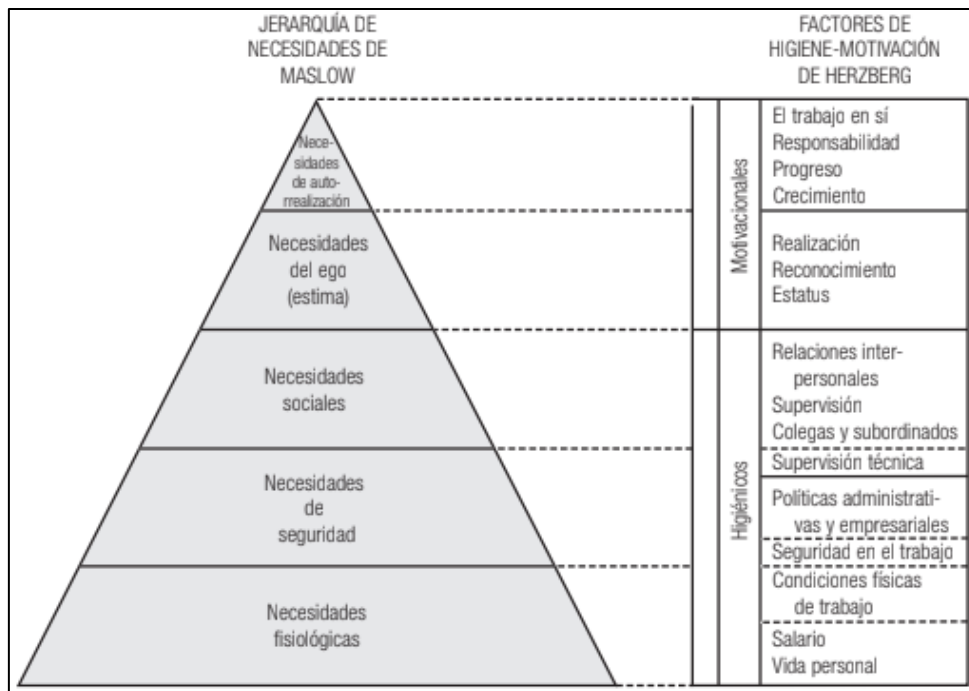 JERARQUÍA DE
NECESIDADES DE
MASLOW
Nece-
sidades
de auto-
rrealización
Necesidades
del ego
(estima)
Necesidades
sociales
Necesidades
de
seguridad
Necesidades
fisiológicas
FACTORES DE
HIGIENE-MOTIVACIÓN
DE HERZBERG
Motivacionales
El trabajo en sí
Responsabilidad
Progreso
Crecimiento
Realización
Reconocimiento
Estatus
Higiénicos
Relaciones inter-
personales
Supervisión
Colegas y subordinados
Supervisión técnica
Políticas administrati-
vas y empresariales
Seguridad en el trabajo
Condiciones físicas
de trabajo
Salario
Vida personal